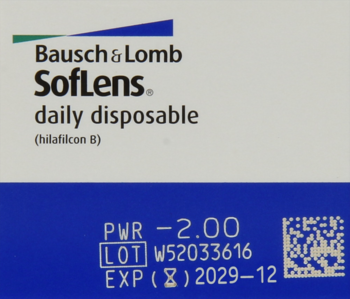 Bausch & Lomb
SofLens®
daily disposable
(hilafilcon B)
PWR -2.00
LOT W52033616
EXP (⌛) 2029-12